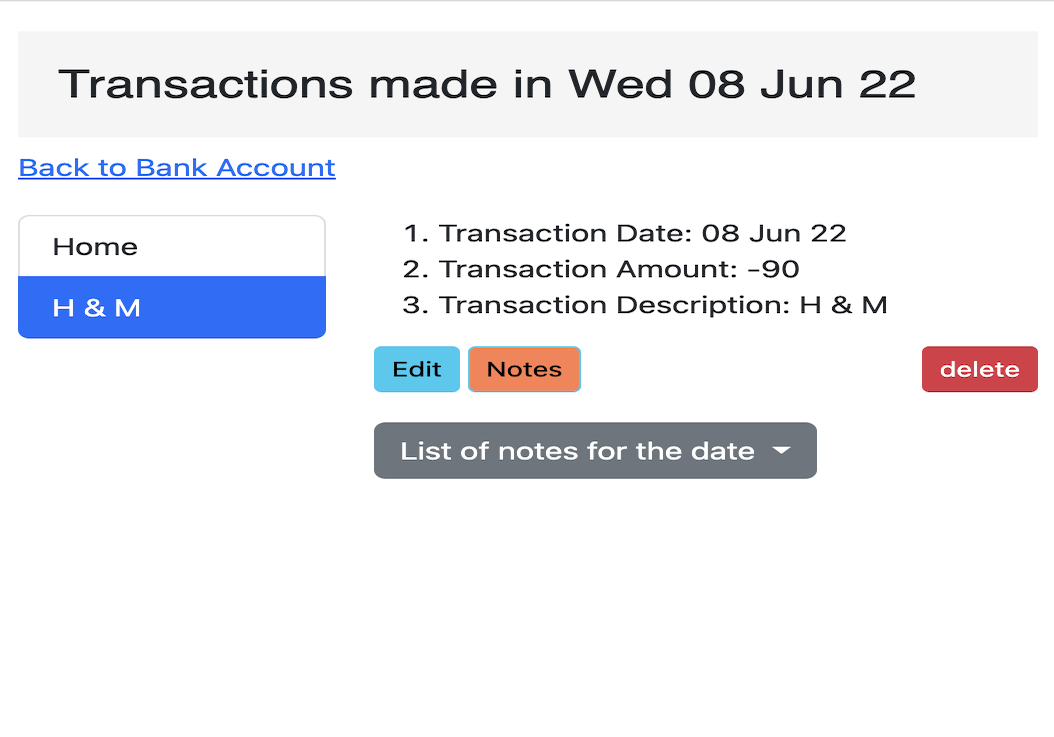 Transactions made in Wed 08 Jun 22
Back to Bank Account
Home
H & M
1. Transaction Date: 08 Jun 22
2. Transaction Amount: -90
3. Transaction Description: H & M
Edit Notes delete
List of notes for the date